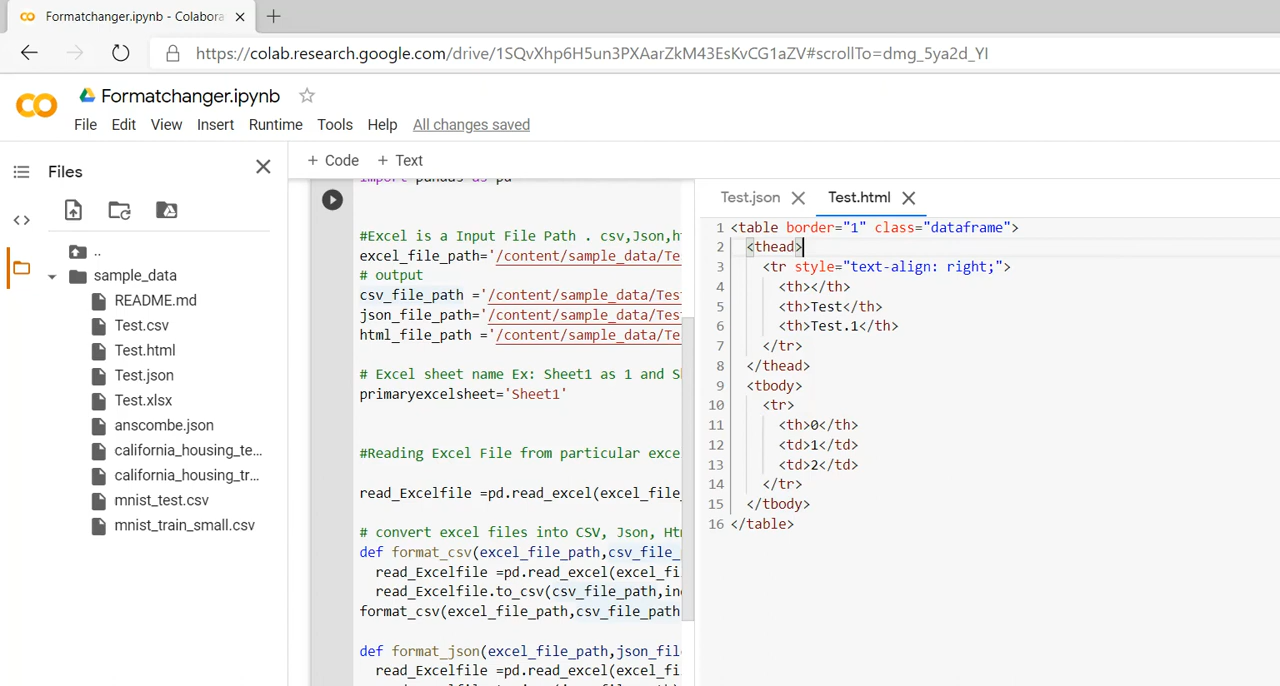 Formatchanger.ipynb - Colabora
https://colab.research.google.com/drive/1SQvXhp6H5un3PXAarZkM43EsKvCG1aZV#scrollTo=dmg_5ya2d_YI
Formatchanger.ipynb
File Edit View Insert Runtime Tools Help All changes saved
Files
+ Code + Text
..
sample_data
README.md
Test.csv
Test.html
Test.json
Test.xlsx
anscombe.json
california_housing_te...
california_housing_tr...
mnist_test.csv
mnist_train_small.csv
import pandas as pd
#Excel is a Input File Path . csv,Json,ht
excel_file_path='/content/sample_data/Te
# output
csv_file_path ='/content/sample_data/Tes
json_file_path='/content/sample_data/Tes
html_file_path ='/content/sample_data/Te
# Excel sheet name Ex: Sheet1 as 1 and Sh
primaryexcelsheet='Sheet1'
#Reading Excel File from particular exce
read_Excelfile =pd.read_excel(excel_file_
# convert excel files into CSV, Json, Htm
def format_csv(excel_file_path,csv_file_p
read_Excelfile =pd.read_excel(excel_fi
read_Excelfile.to_csv(csv_file_path,ind
format_csv(excel_file_path,csv_file_path
def format_json(excel_file_path,json_file
read_Excelfile =pd.read_excel(excel_fi
Test.json Test.html
1 <table border="1" class="dataframe">
2 <thead>
3 <tr style="text-align: right;">
4 <th></th>
5 <th>Test</th>
6 <th>Test.1</th>
7 </tr>
8 </thead>
9 <tbody>
10 <tr>
11 <th>0</th>
12 <td>1</td>
13 <td>2</td>
14 </tr>
15 </tbody>
16 </table>